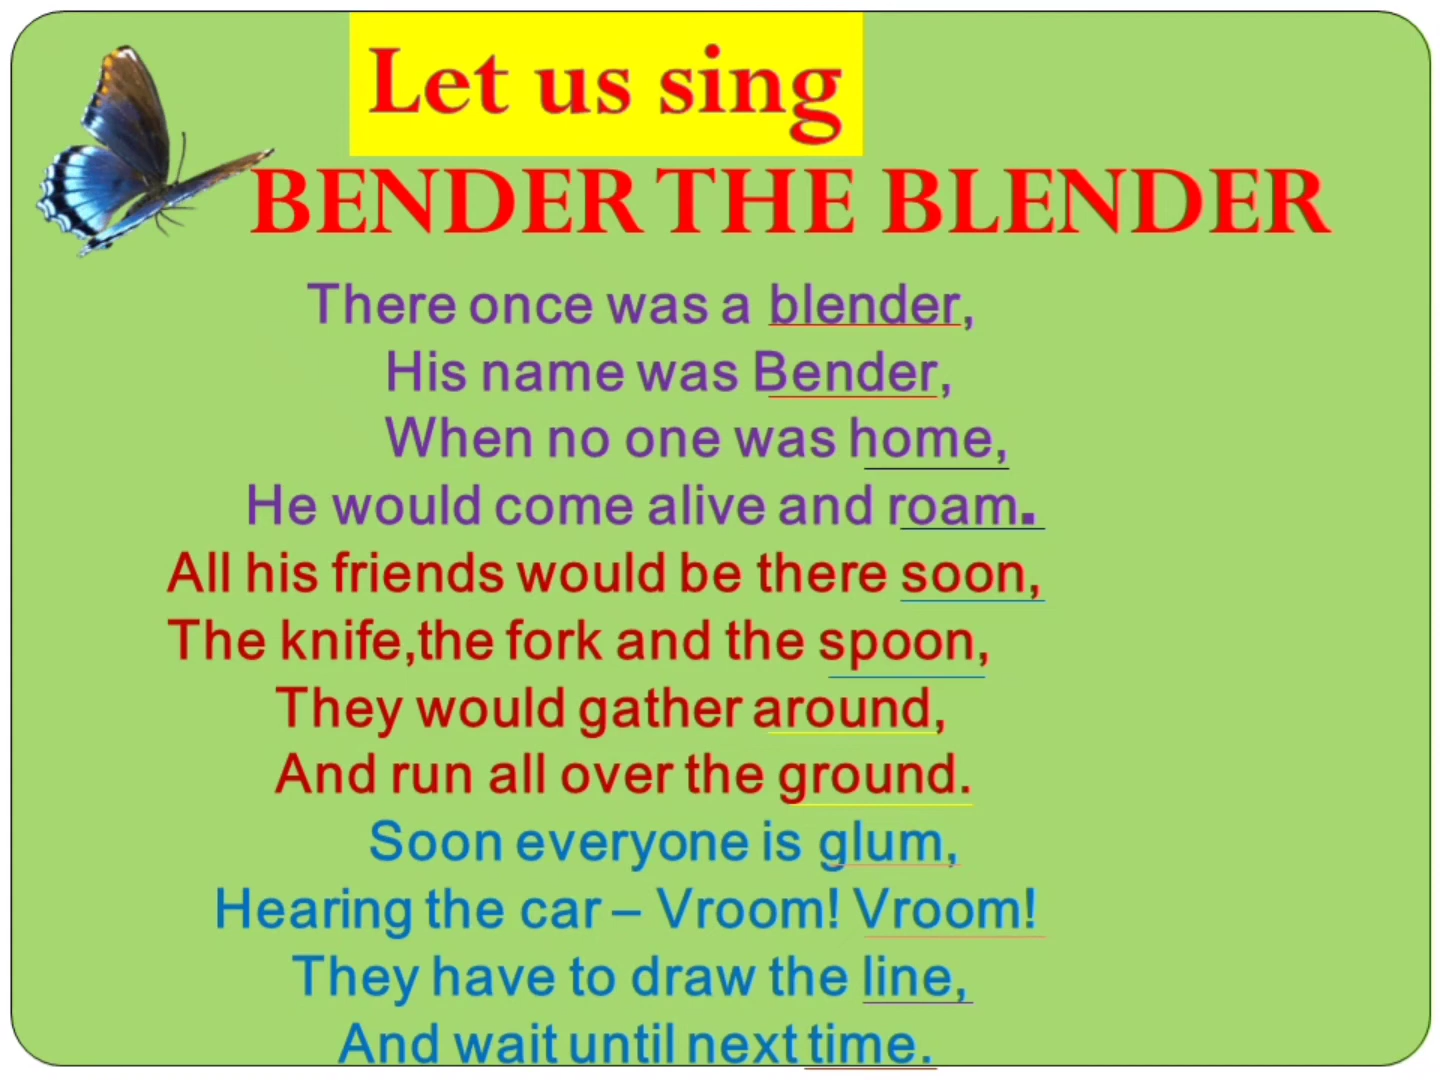 Let us sing
BENDER THE BLENDER
There once was a blender,
His name was Bender,
When no one was home,
He would come alive and roam.
All his friends would be there soon,
The knife,the fork and the spoon,
They would gather around,
And run all over the ground.
Soon everyone is glum,
Hearing the car – Vroom! Vroom!
They have to draw the line,
And wait until next time.